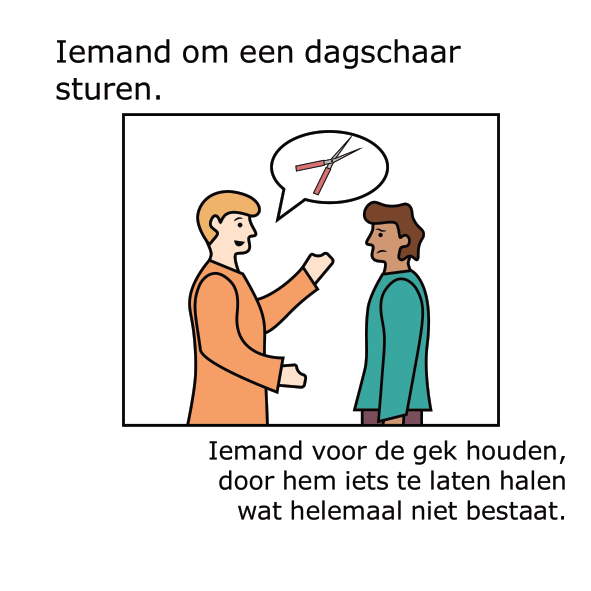 Iemand om een dagschaar
sturen.
Iemand voor de gek houden,
door hem iets te laten halen
wat helemaal niet bestaat.